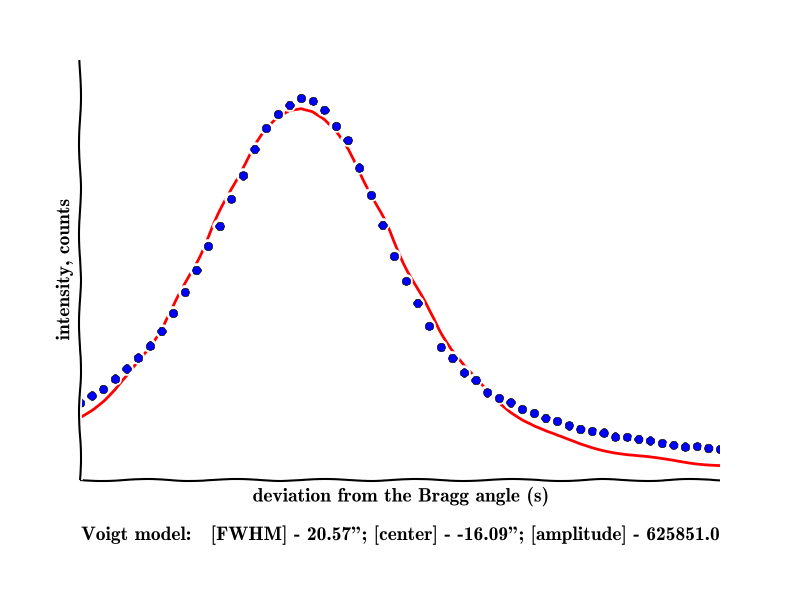 intensity, counts
deviation from the Bragg angle (s)
Voigt model: [FWHM] - 20.57”; [center] - -16.09”; [amplitude] - 625851.0